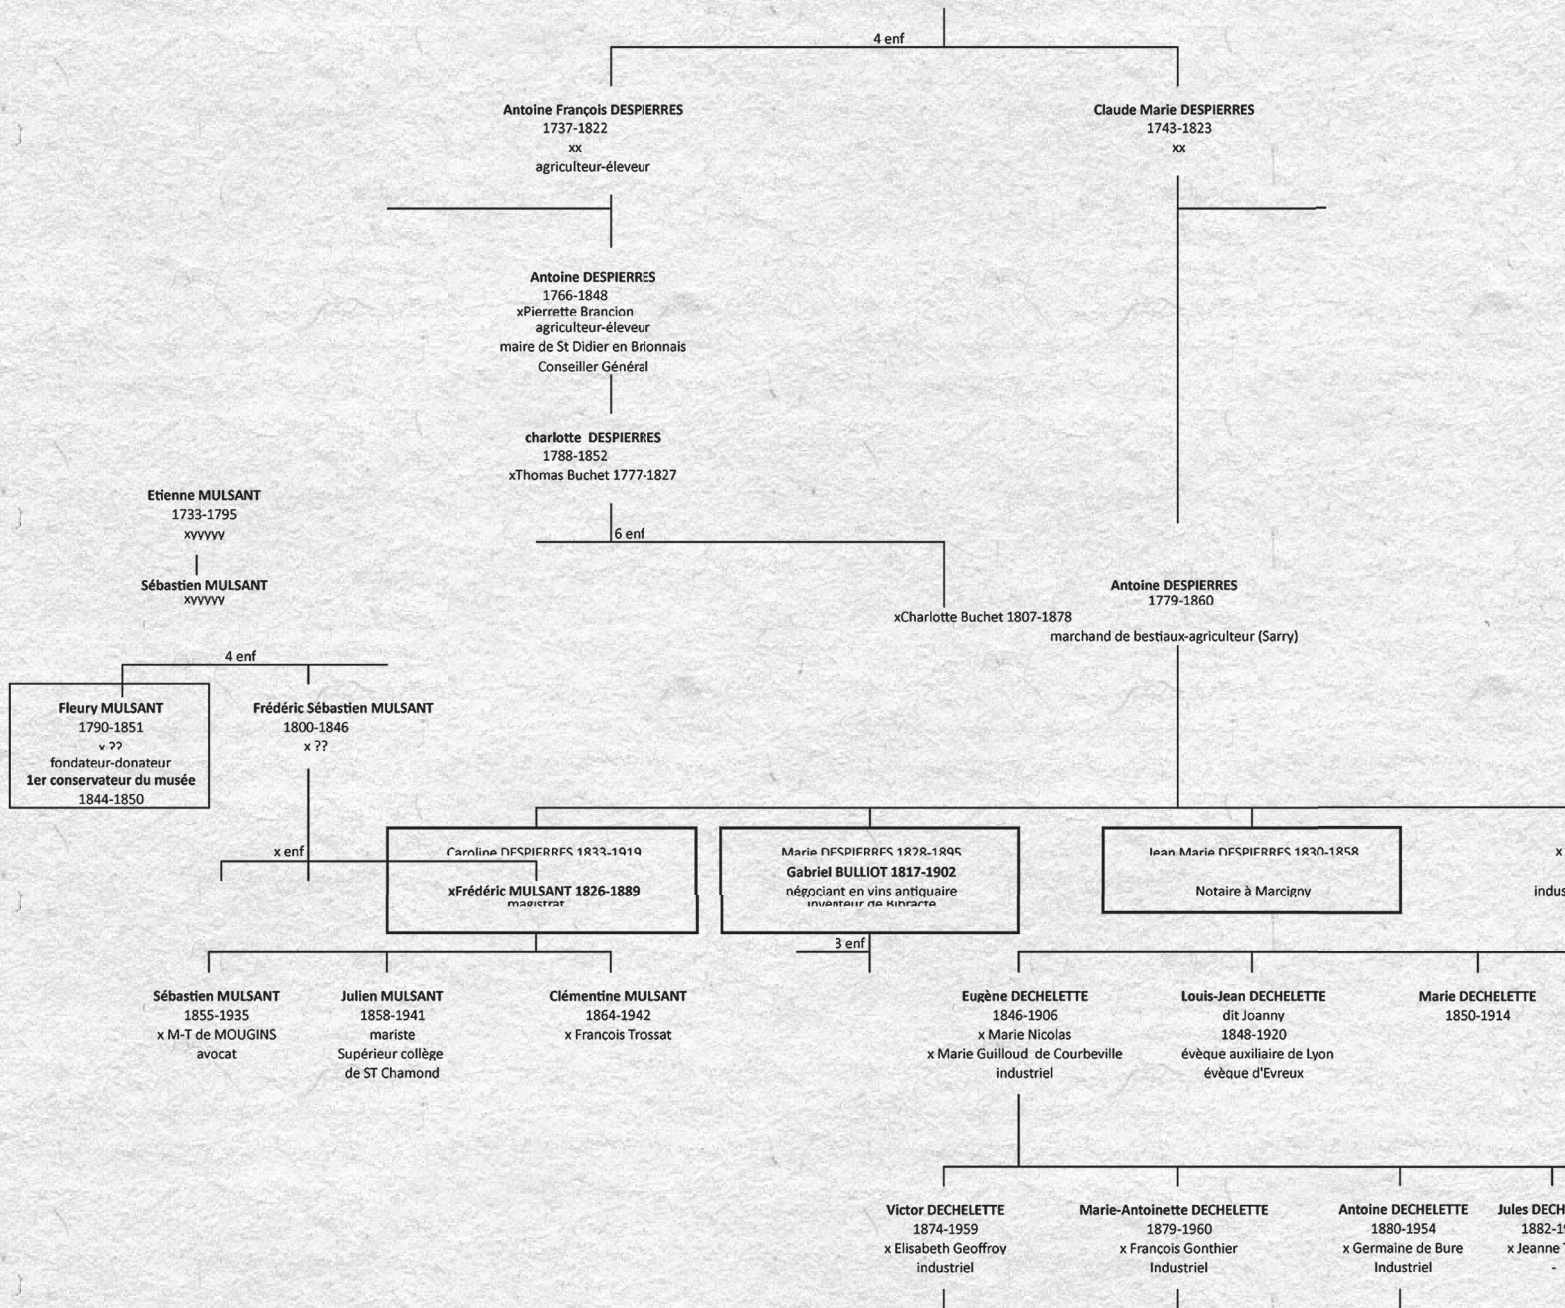 4 enf
Antoine François DESPIERRES
1737-1822
xx
agriculteur-éleveur
Claude Marie DESPIERRES
1743-1823
xx
Antoine DESPIERRES
1766-1848
xPierrette Brancion
agriculteur-éleveur
maire de St Didier en Brionnais
Conseiller Général
charlotte DESPIERRES
1788-1852
xThomas Buchet 1777-1827
6 enf
Etienne MULSANT
1733-1795
xyyyyy
Sébastien MULSANT
xyyyyy
xCharlotte Buchet 1807-1878
Antoine DESPIERRES
1779-1860
marchand de bestiaux-agriculteur (Sarry)
4 enf
Fleury MULSANT
1790-1851
x ??
fondateur-donateur
1er conservateur du musée
1844-1850
Frédéric Sébastien MULSANT
1800-1846
x ??
x enf
Caroline DESPIERRES 1833-1919
xFrédéric MULSANT 1826-1889
magistrat
Marie DESPIERRES 1828-1895
Gabriel BULLIOT 1817-1902
négociant en vins antiquaire
inventeur de Bibracte
Jean Marie DESPIERRES 1830-1858
Notaire à Marcigny
x
indus
3 enf
Sébastien MULSANT
1855-1935
x M-T de MOUGINS
avocat
Julien MULSANT
1858-1941
mariste
Supérieur collège
de ST Chamond
Clémentine MULSANT
1864-1942
x François Trossat
Eugène DECHELETTE
1846-1906
x Marie Nicolas
x Marie Guilloud de Courbeville
industriel
Louis-Jean DECHELETTE
dit Joanny
1848-1920
évèque auxiliaire de Lyon
évèque d'Evreux
Marie DECHELETTE
1850-1914
Victor DECHELETTE
1874-1959
x Elisabeth Geoffroy
industriel
Marie-Antoinette DECHELETTE
1879-1960
x François Gonthier
Industriel
Antoine DECHELETTE
1880-1954
x Germaine de Bure
Industriel
Jules DECH
1882-19
x Jeanne
-